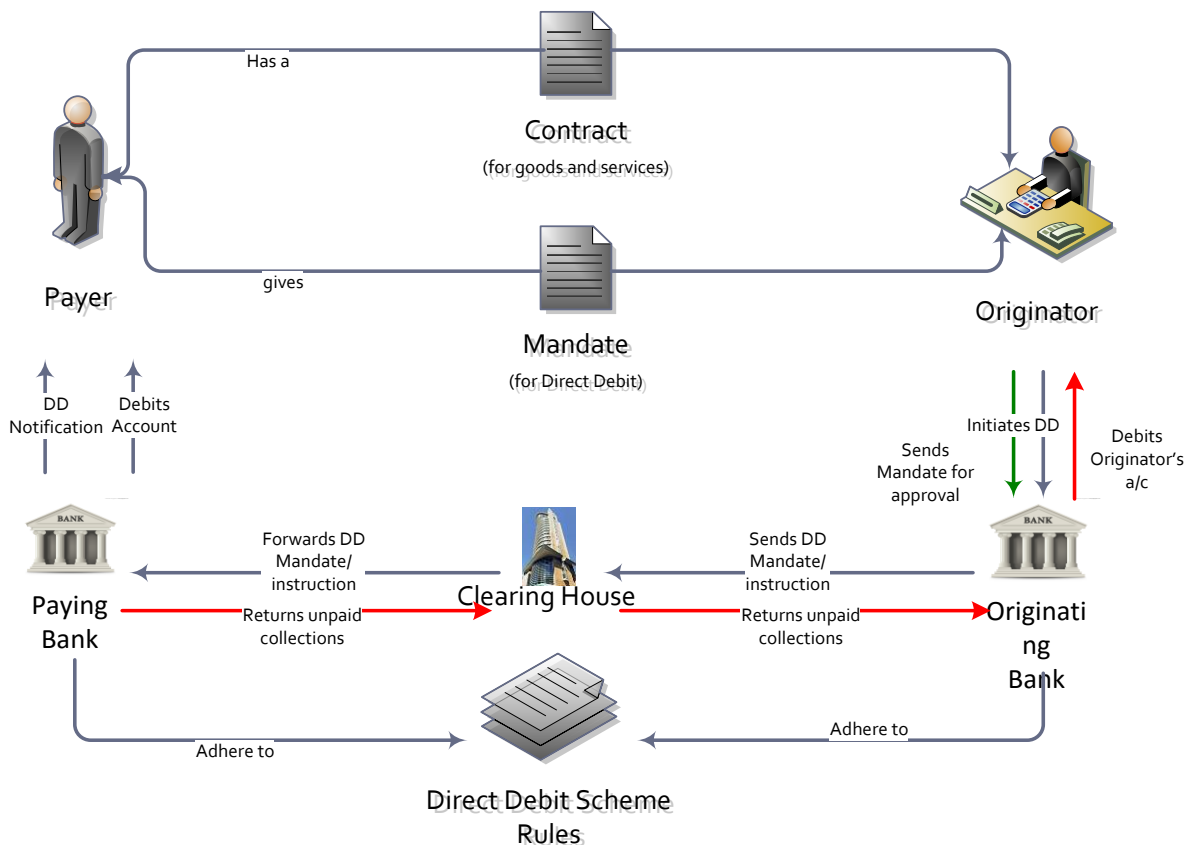 Has a
Contract
(for goods and services)
gives
Payer
Originator
Mandate
(for Direct Debit)
DD
Notification
Debits
Account
Initiates DD
Sends
Mandate for
approval
Debits
Originator's
a/c
BANK
BANK
Forwards DD
Mandate/
instruction
Sends DD
Mandate/
instruction
Clearing House
Paying
Bank
Returns unpaid
collections
Returns unpaid
collections
Originati
ng
Bank
Adhere to
Adhere to
Direct Debit Scheme
Rules